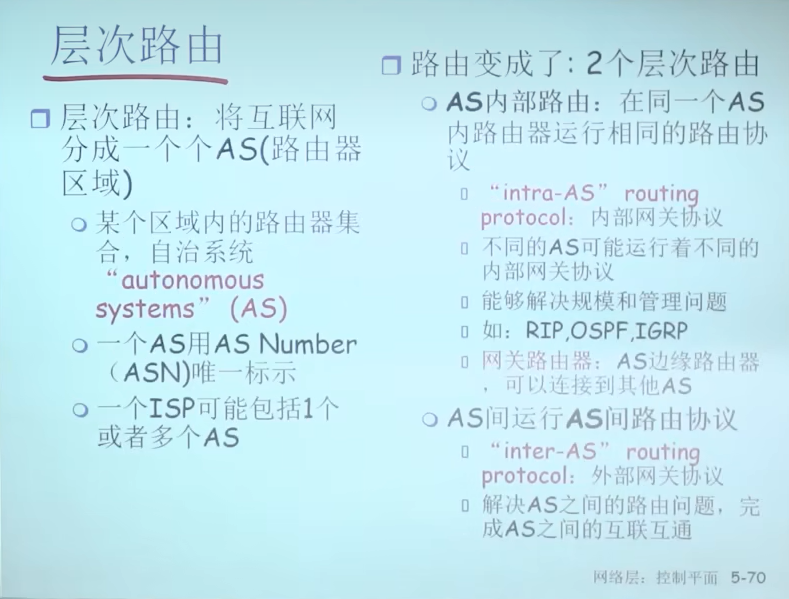 层次路由
层次路由：将互联网
分成一个个AS(路由器
区域)
某个区域内的路由器集
合，自治系统
“autonomous
systems” (AS)
一个AS用AS Number
（ASN)唯一标示
一个ISP可能包括1个
或者多个AS
路由变成了: 2个层次路由
AS内部路由：在同一个AS
内路由器运行相同的路由协
议
“intra-AS” routing
protocol：内部网关协议
不同的AS可能运行着不同的
内部网关协议
能够解决规模和管理问题
如：RIP,OSPF,IGRP
网关路由器：AS边缘路由器
，可以连接到其他AS
AS间运行AS间路由协议
“inter-AS” routing
protocol：外部网关协议
解决AS之间的路由问题，完
成AS之间的互联互通
网络层：控制平面 5-70